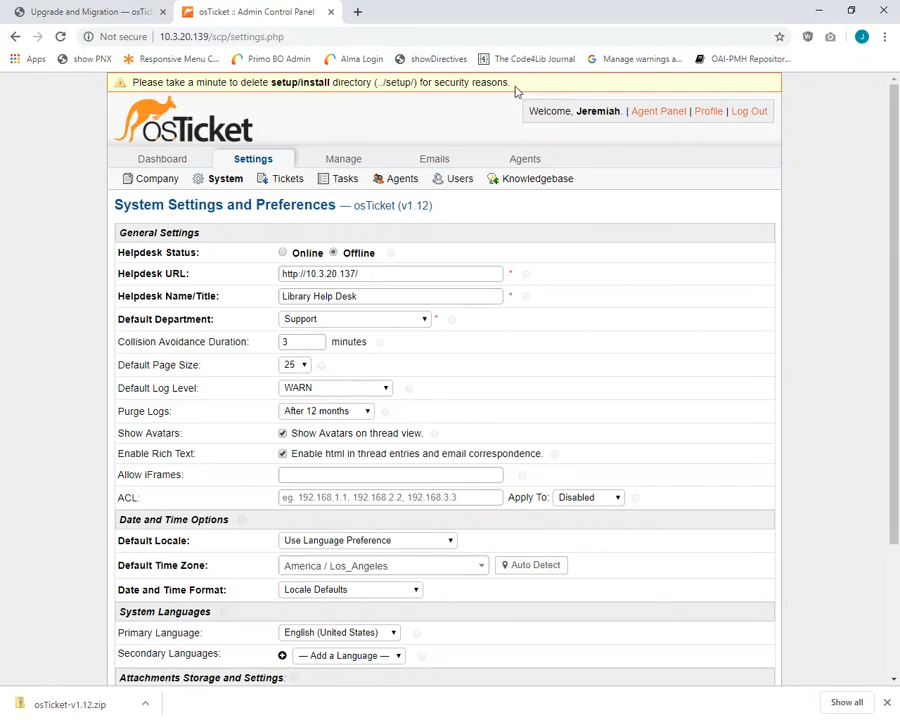 Upgrade and Migration — osTic
osTicket :: Admin Control Panel
Not secure | 10.3.20.139/scp/settings.php
Apps show PNX Responsive Menu C... Primo BO Admin Alma Login showDirectives The Code4Lib Journal Manage warnings a... OAI-PMH Repositor...
Please take a minute to delete setup/install directory (../setup/) for security reasons.
osTicket
Welcome, Jeremiah. | Agent Panel | Profile | Log Out
Dashboard Settings Manage Emails Agents
Company System Tickets Tasks Agents Users Knowledgebase
System Settings and Preferences — osTicket (v1.12)
General Settings
Helpdesk Status: Online Offline
Helpdesk URL: http://10.3.20.137/ *
Helpdesk Name/Title: Library Help Desk *
Default Department: Support *
Collision Avoidance Duration: 3 minutes
Default Page Size: 25
Default Log Level: WARN
Purge Logs: After 12 months
Show Avatars: Show Avatars on thread view.
Enable Rich Text: Enable html in thread entries and email correspondence.
Allow iFrames:
ACL: eg. 192.168.1.1, 192.168.2.2, 192.168.3.3 Apply To: Disabled
Date and Time Options
Default Locale: Use Language Preference
Default Time Zone: America / Los_Angeles Auto Detect
Date and Time Format: Locale Defaults
System Languages
Primary Language: English (United States)
Secondary Languages: — Add a Language —
Attachments Storage and Settings:
osTicket-v1.12.zip
Show all